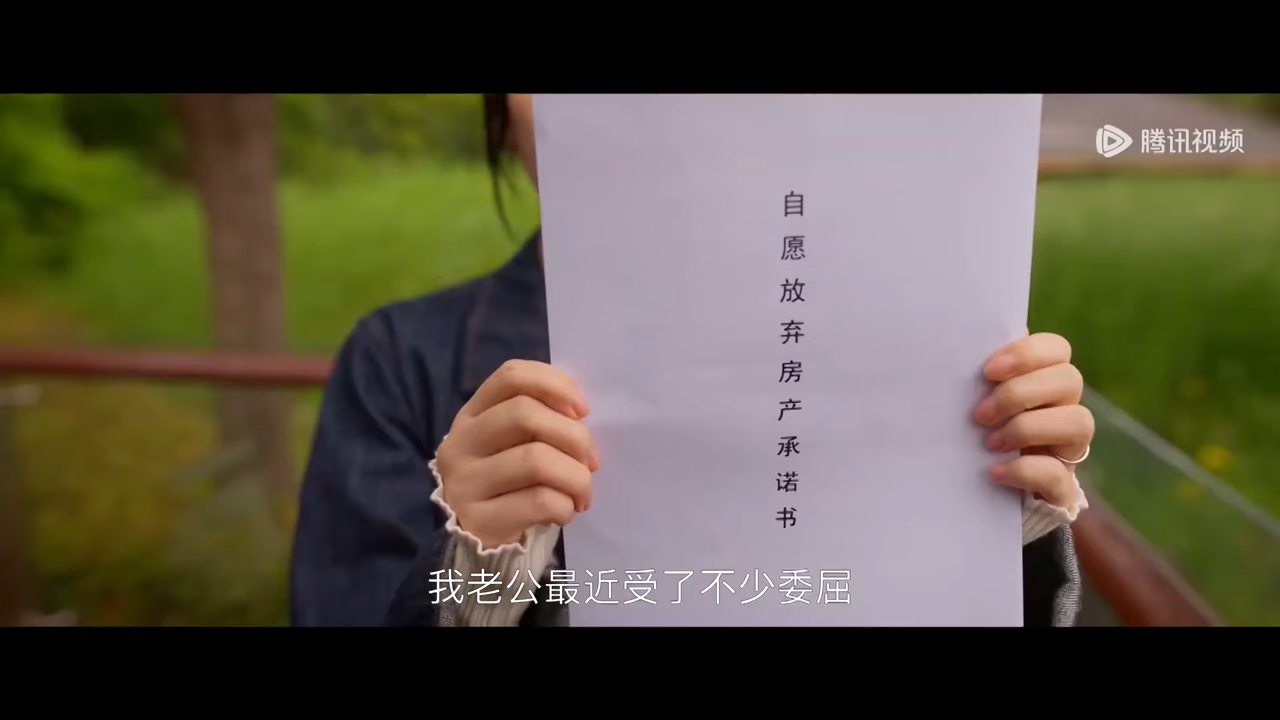 腾讯视频
自愿放弃房产承诺书
我老公最近受了不少委屈